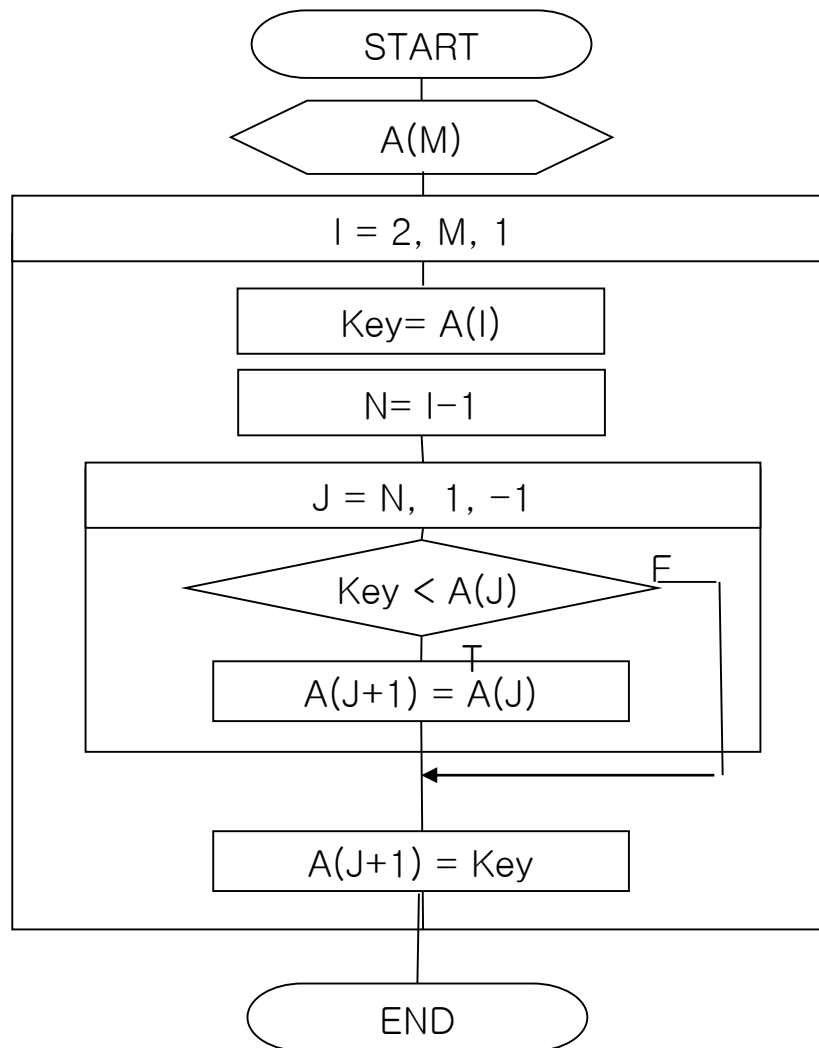 START
A(M)
I = 2, M, 1
Key= A(I)
N= I-1
J = N, 1, -1
Key < A(J)
F
T
A(J+1) = A(J)
A(J+1) = Key
END